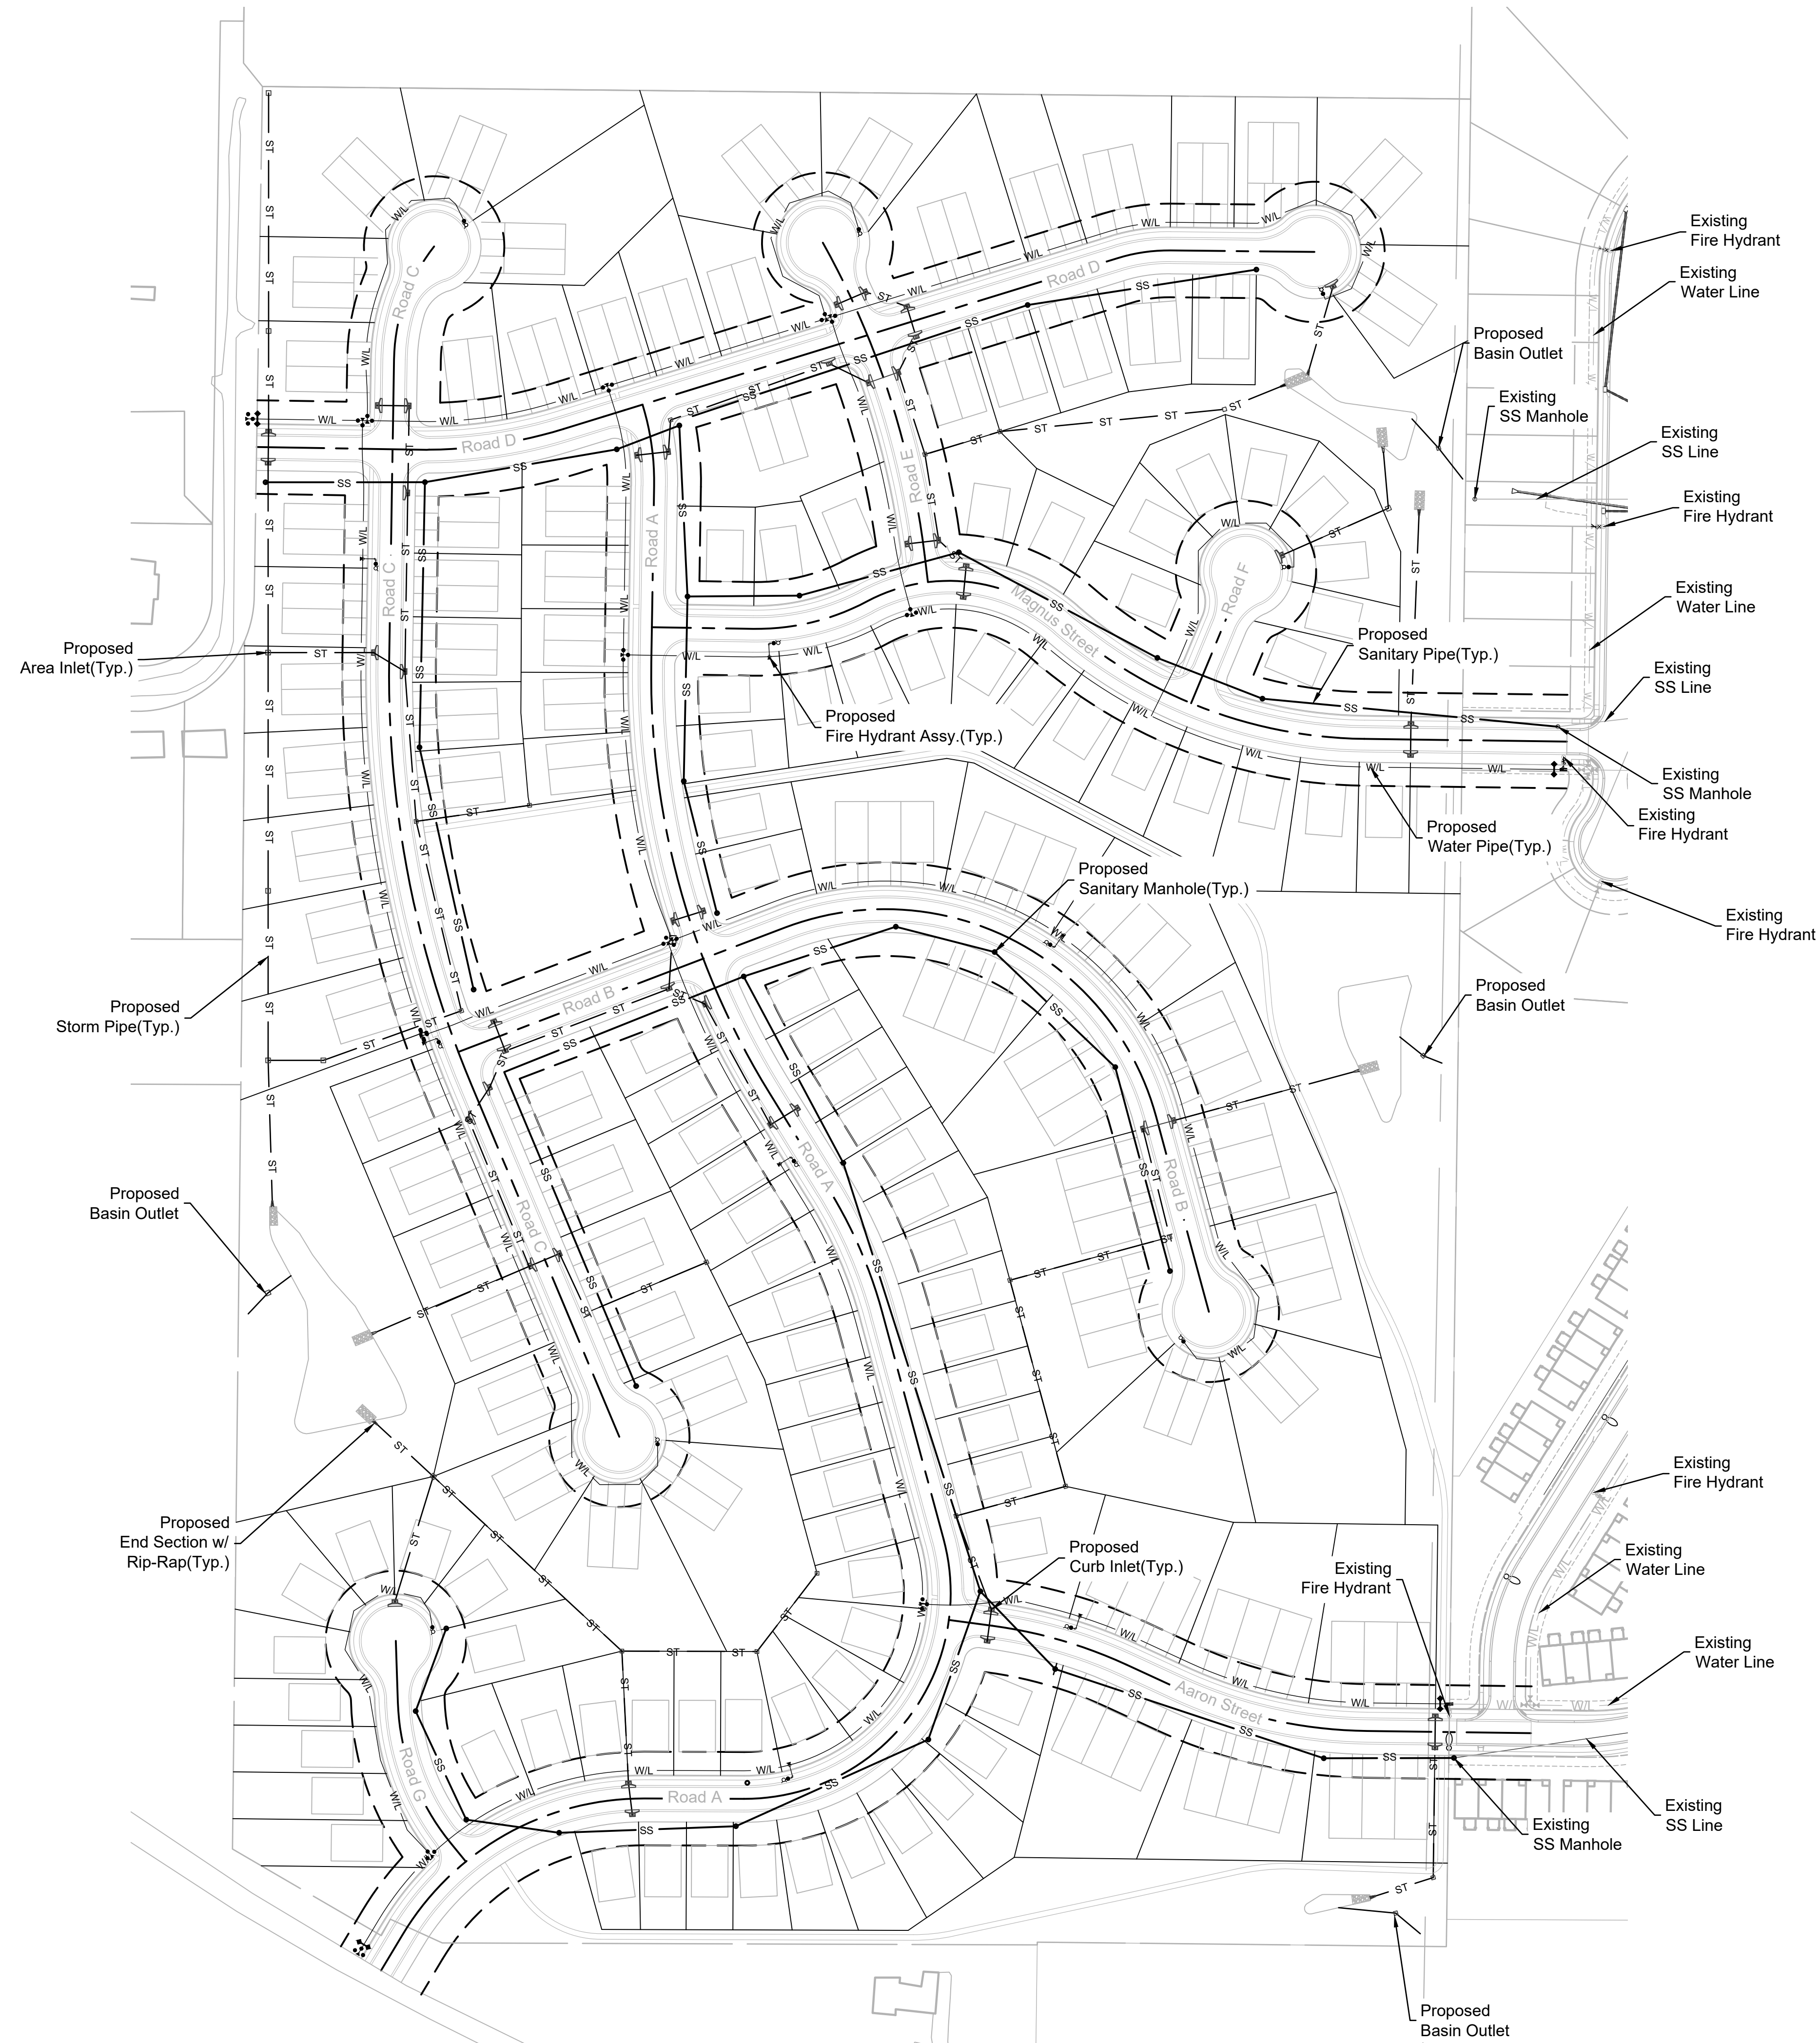 Existing
Fire Hydrant
Existing
Water Line
Proposed
Basin Outlet
Existing
SS Manhole
Existing
SS Line
Existing
Fire Hydrant
Existing
Water Line
Proposed
Area Inlet(Typ.)
Proposed
Sanitary Pipe(Typ.)
Existing
SS Line
Proposed
Fire Hydrant Assy.(Typ.)
Existing
SS Manhole
Existing
Fire Hydrant
Proposed
Water Pipe(Typ.)
Proposed
Sanitary Manhole(Typ.)
Existing
Fire Hydrant
Proposed
Storm Pipe(Typ.)
Proposed
Basin Outlet
Proposed
Basin Outlet
Proposed
End Section w/
Rip-Rap(Typ.)
Proposed
Curb Inlet(Typ.)
Existing
Fire Hydrant
Existing
Fire Hydrant
Existing
Water Line
Existing
Water Line
Existing
SS Line
Existing
SS Manhole
Proposed
Basin Outlet
Road C
Road D
Road D
Road E
Road A
Road C
Road F
Magnus Street
Road B
Road A
Road B
Road C
Aaron Street
Road G
Road A
ST
SS
W/L